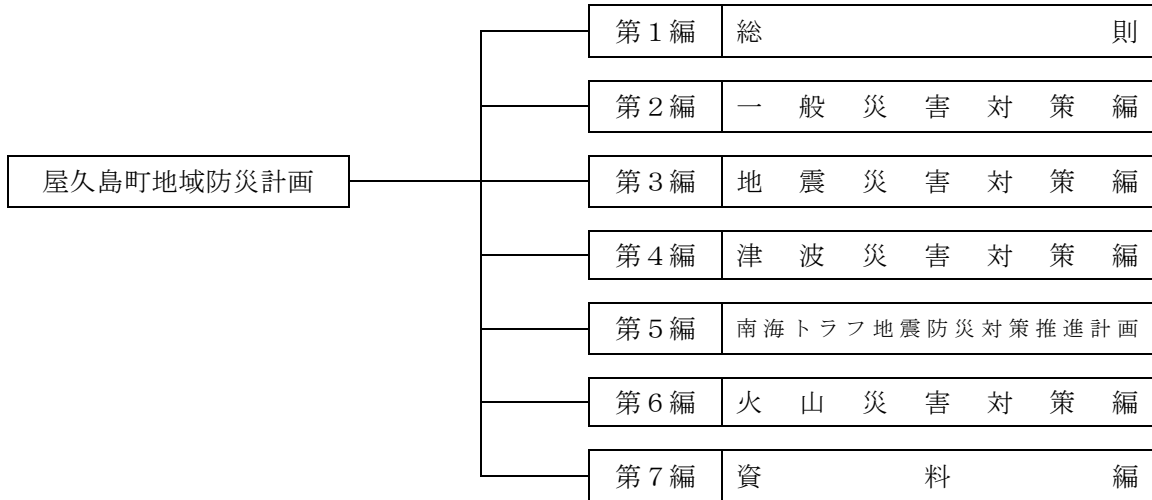 屋久島町地域防災計画
第１編 総則
第２編 一般災害対策編
第３編 地震災害対策編
第４編 津波災害対策編
第５編 南海トラフ地震防災対策推進計画
第６編 火山災害対策編
第７編 資料編